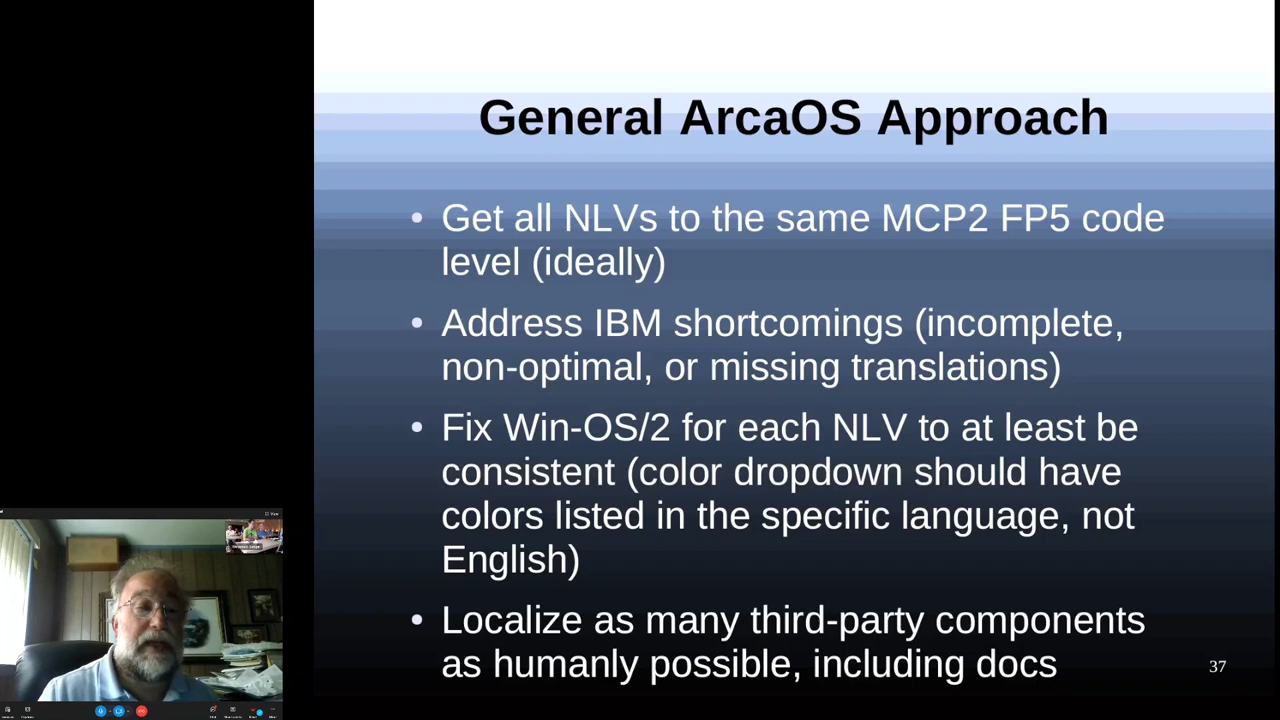 General ArcaOS Approach
• Get all NLVs to the same MCP2 FP5 code
level (ideally)
• Address IBM shortcomings (incomplete,
non-optimal, or missing translations)
• Fix Win-OS/2 for each NLV to at least be
consistent (color dropdown should have
colors listed in the specific language, not
English)
• Localize as many third-party components
as humanly possible, including docs
37
View